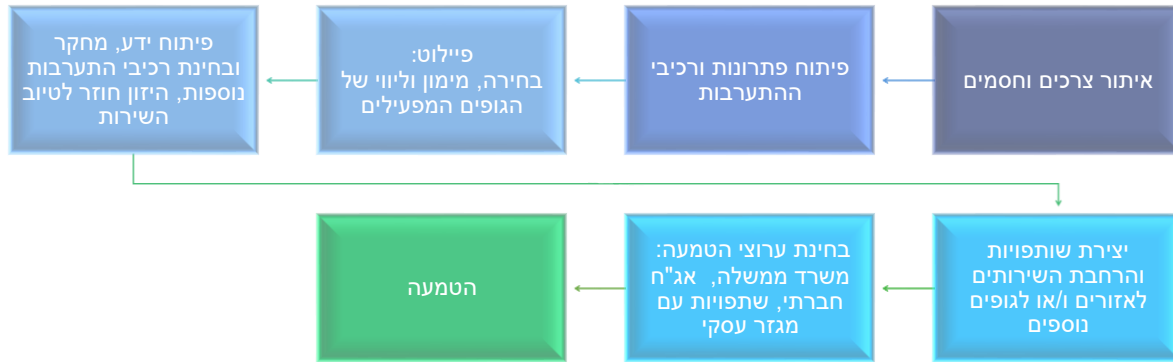 איתור צרכים וחסמים
פיתוח פתרונות ורכיבי
ההתערבות
פיילוט:
בחירה, מימון וליווי של
הגופים המפעילים
פיתוח ידע, מחקר
ובחינת רכיבי התערבות
נוספות, היזון חוזר לטיוב
השירות
יצירת שותפויות
והרחבת השירותים
לאזורים ו/או לגופים
נוספים
בחינת ערוצי הטמעה:
משרד ממשלה,  אג"ח
חברתי, שתפויות עם
מגזר עסקי
הטמעה